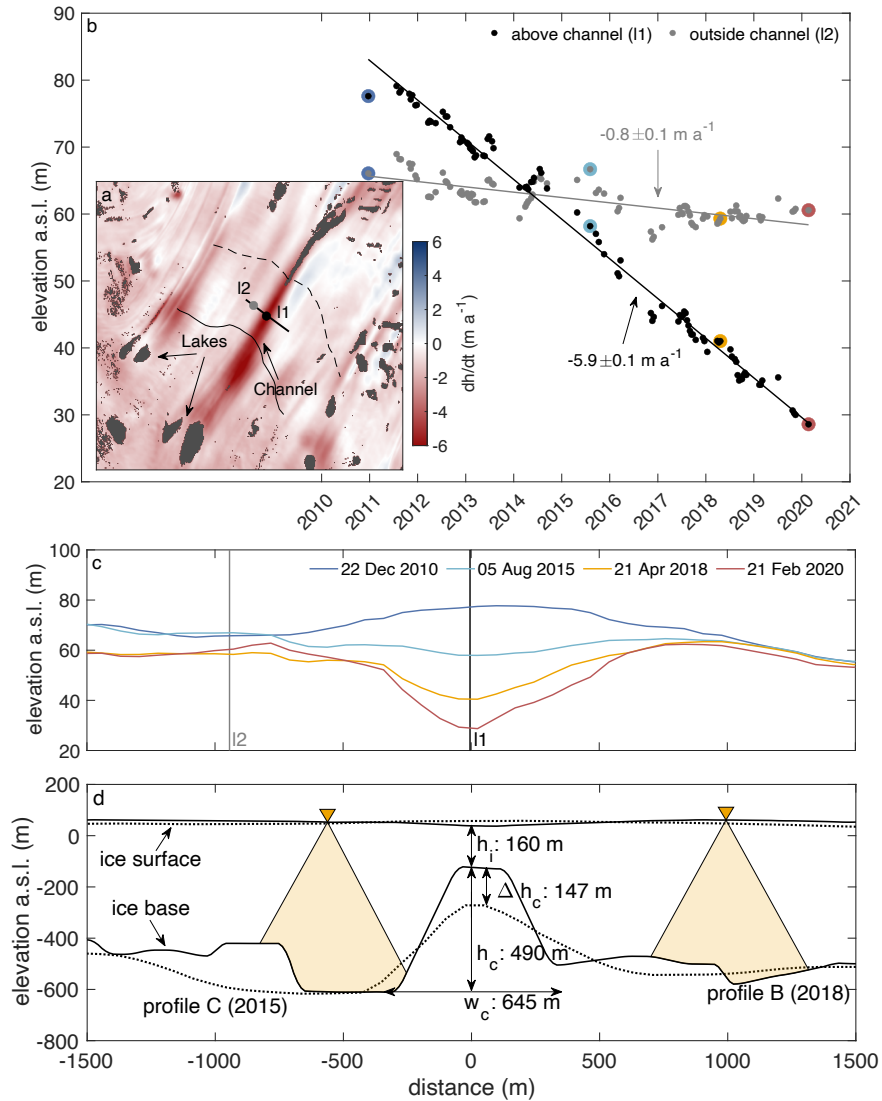 b
above channel (l1)
outside channel (l2)
90
80
70
60
50
40
30
20
elevation a.s.l. (m)
-0.8±0.1 m a⁻¹
-5.9±0.1 m a⁻¹
a
l2
l1
Lakes
Channel
6
4
2
0
-2
-4
-6
dh/dt (m a⁻¹)
2010 2011 2012 2013 2014 2015 2016 2017 2018 2019 2020 2021
c
22 Dec 2010 05 Aug 2015 21 Apr 2018 21 Feb 2020
100
80
60
40
20
elevation a.s.l. (m)
l2
l1
d
200
0
-200
-400
-600
-800
elevation a.s.l. (m)
ice surface
ice base
h_i: 160 m
Δ h_c: 147 m
h_c: 490 m
w_c: 645 m
profile C (2015)
profile B (2018)
-1500 -1000 -500 0 500 1000 1500
distance (m)